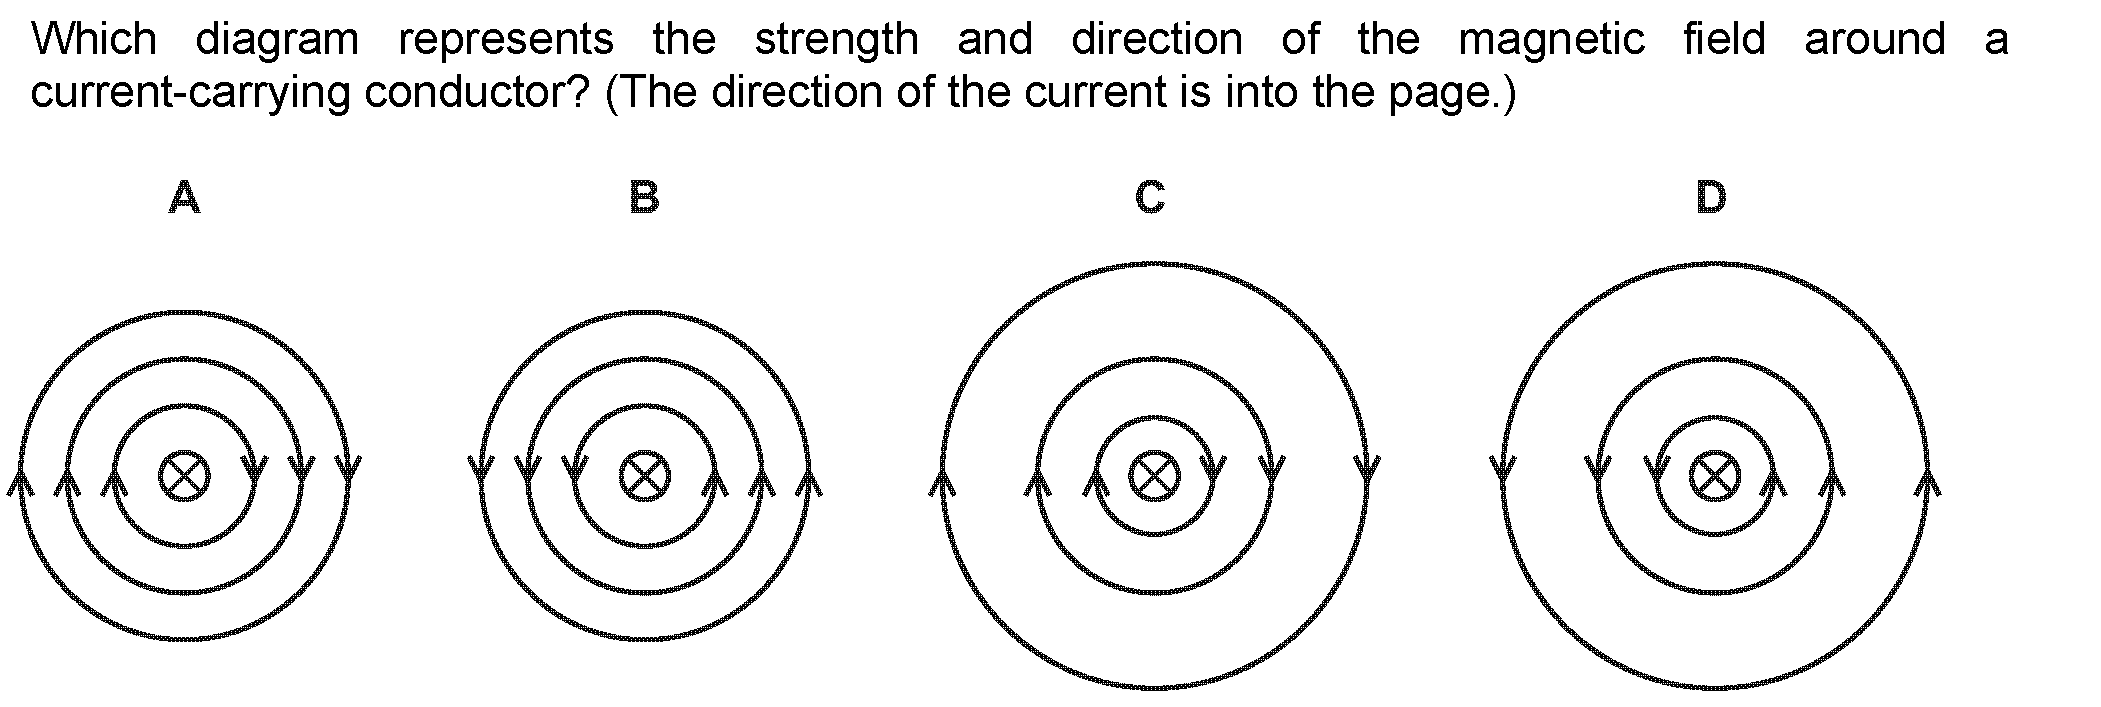 Which diagram represents the strength and direction of the magnetic field around a
current-carrying conductor? (The direction of the current is into the page.)
A B C D